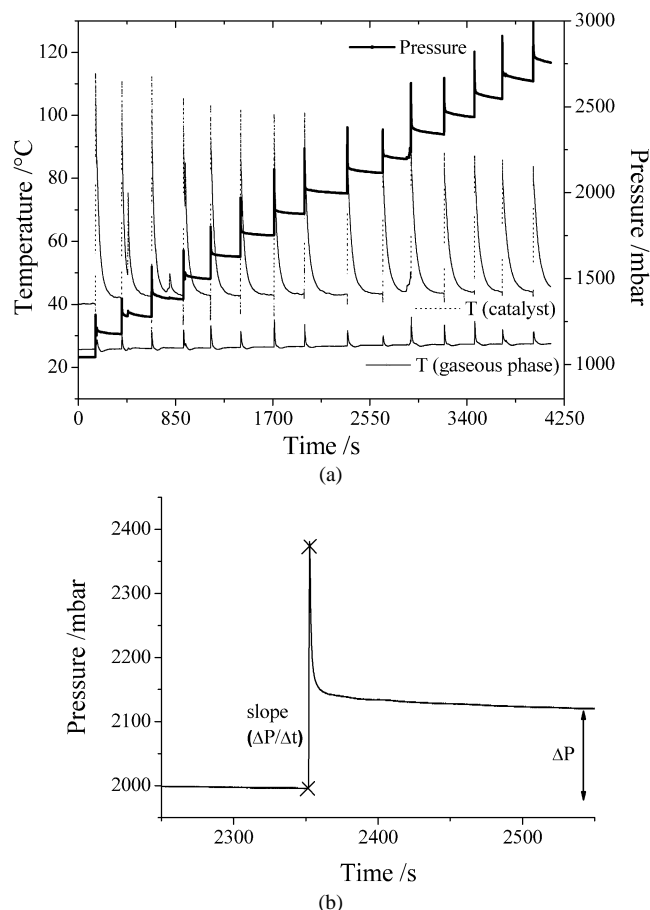 120
100
80
60
40
20
Temperature /°C
3000
2500
2000
1500
1000
Pressure /mbar
Pressure
T (catalyst)
T (gaseous phase)
0 850 1700 2550 3400 4250
Time /s
(a)
2400
2300
2200
2100
2000
Pressure /mbar
slope
(ΔP/Δt)
ΔP
2300 2400 2500
Time /s
(b)